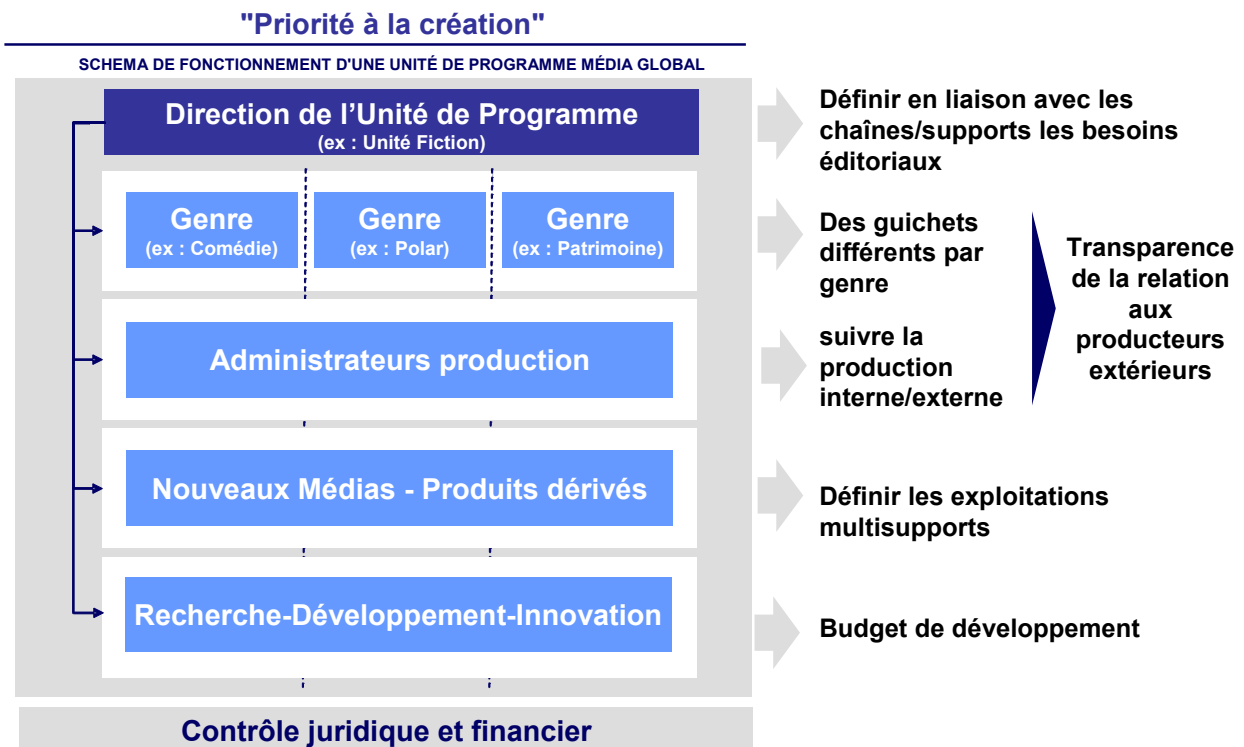 "Priorité à la création"
SCHEMA DE FONCTIONNEMENT D'UNE UNITÉ DE PROGRAMME MÉDIA GLOBAL
Direction de l'Unité de Programme
(ex : Unité Fiction)
Définir en liaison avec les
chaînes/supports les besoins
éditoriaux
Genre
(ex : Comédie)
Genre
(ex : Polar)
Genre
(ex : Patrimoine)
Des guichets
différents par
genre
Administrateurs production
suivre la
production
interne/externe
Transparence
de la relation
aux
producteurs
extérieurs
Nouveaux Médias - Produits dérivés
Définir les exploitations
multisupports
Recherche-Développement-Innovation
Budget de développement
Contrôle juridique et financier